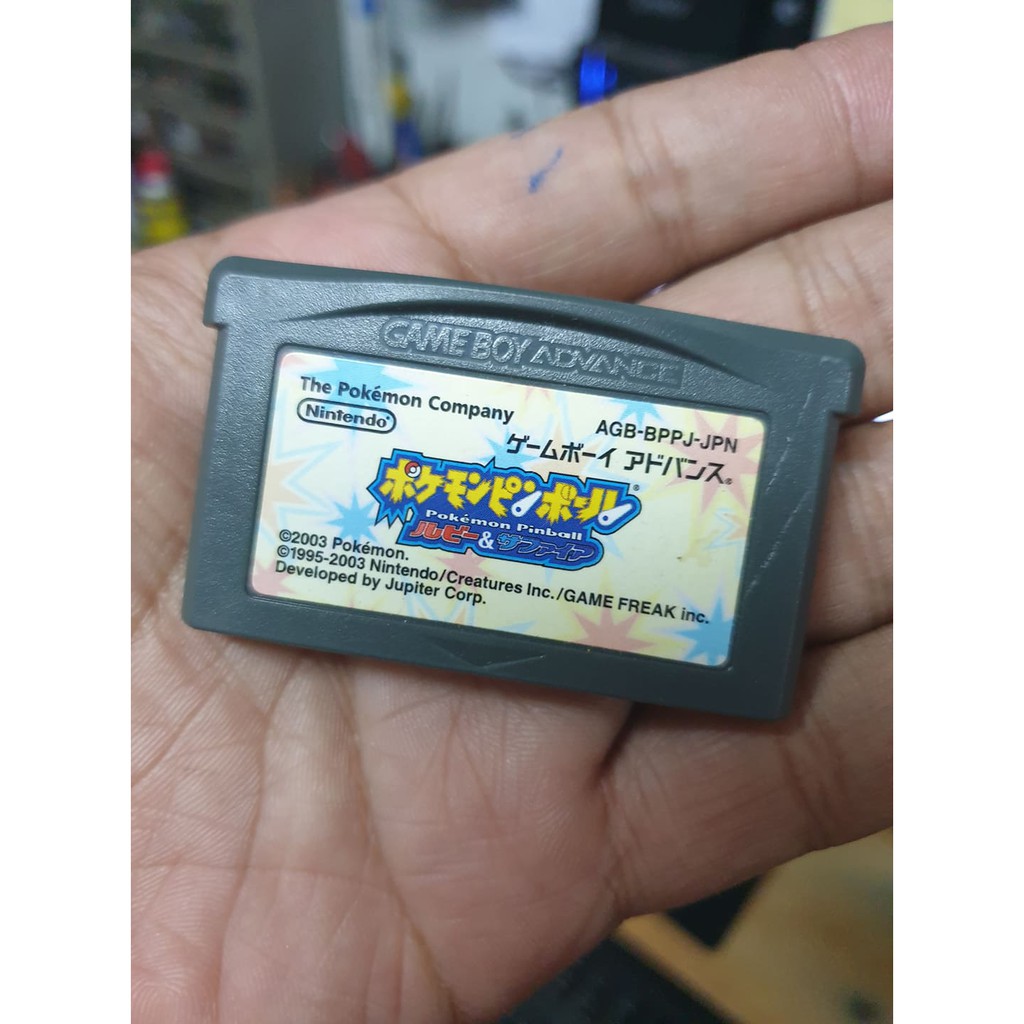 GAME BOY ADVANCE
The Pokémon Company
Nintendo®
AGB-BPPJ-JPN
ゲームボーイ アドバンス®
ポケモンピンボール®
Pokémon Pinball
ルビー&サファイア
©2003 Pokémon.
©1995-2003 Nintendo/Creatures Inc./GAME FREAK inc.
Developed by Jupiter Corp.